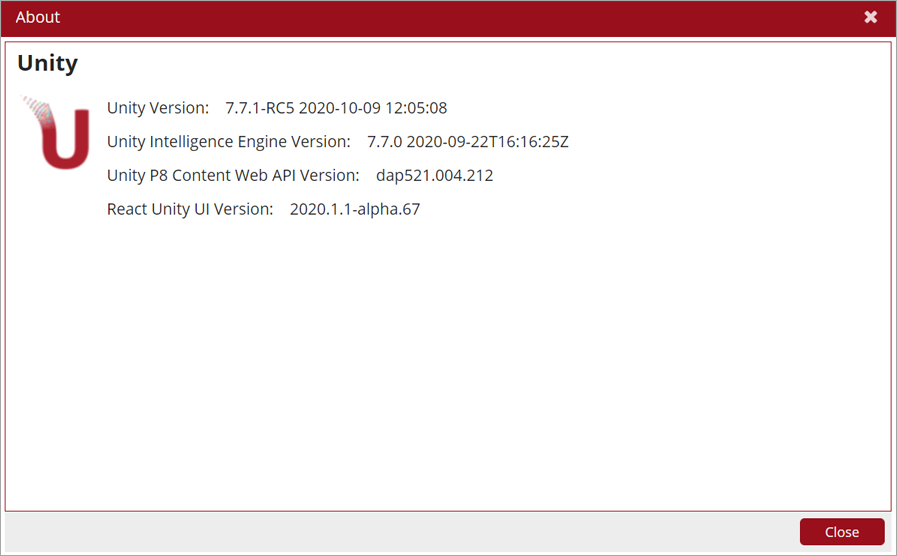 About
Unity
U
Unity Version: 7.7.1-RC5 2020-10-09 12:05:08
Unity Intelligence Engine Version: 7.7.0 2020-09-22T16:16:25Z
Unity P8 Content Web API Version: dap521.004.212
React Unity UI Version: 2020.1.1-alpha.67
Close